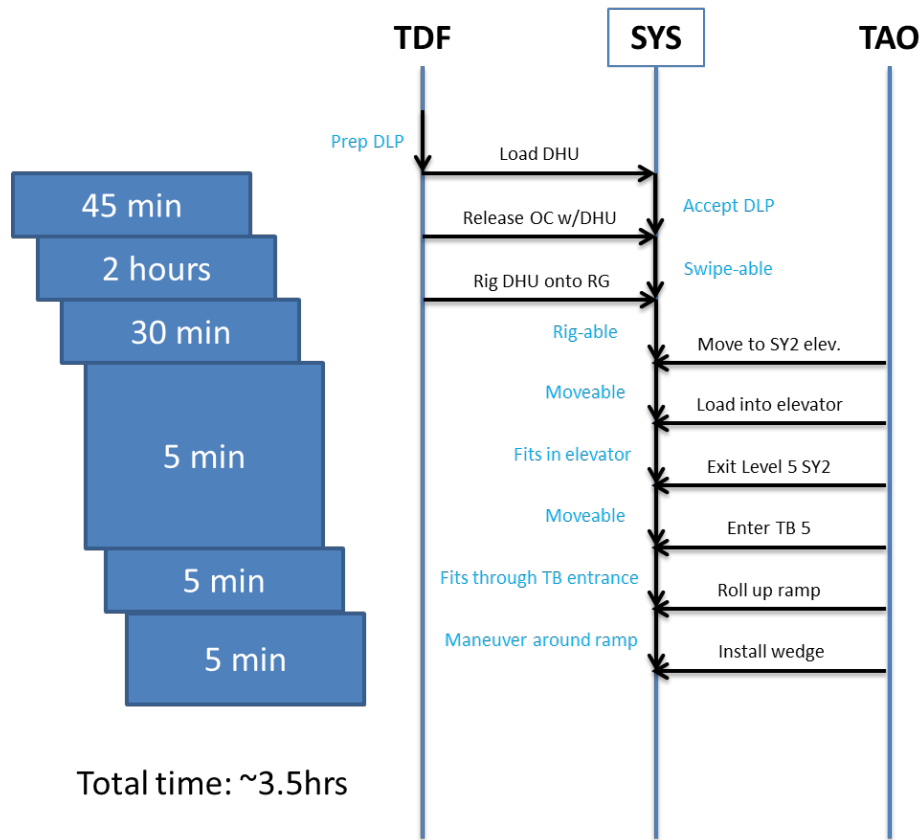 TDF
SYS
TAO
Prep DLP
Load DHU
45 min
Accept DLP
Release OC w/DHU
2 hours
Swipe-able
Rig DHU onto RG
30 min
Rig-able
Move to SY2 elev.
Moveable
Load into elevator
5 min
Fits in elevator
Exit Level 5 SY2
Moveable
Enter TB 5
5 min
Fits through TB entrance
Roll up ramp
5 min
Maneuver around ramp
Install wedge
Total time: ~3.5hrs